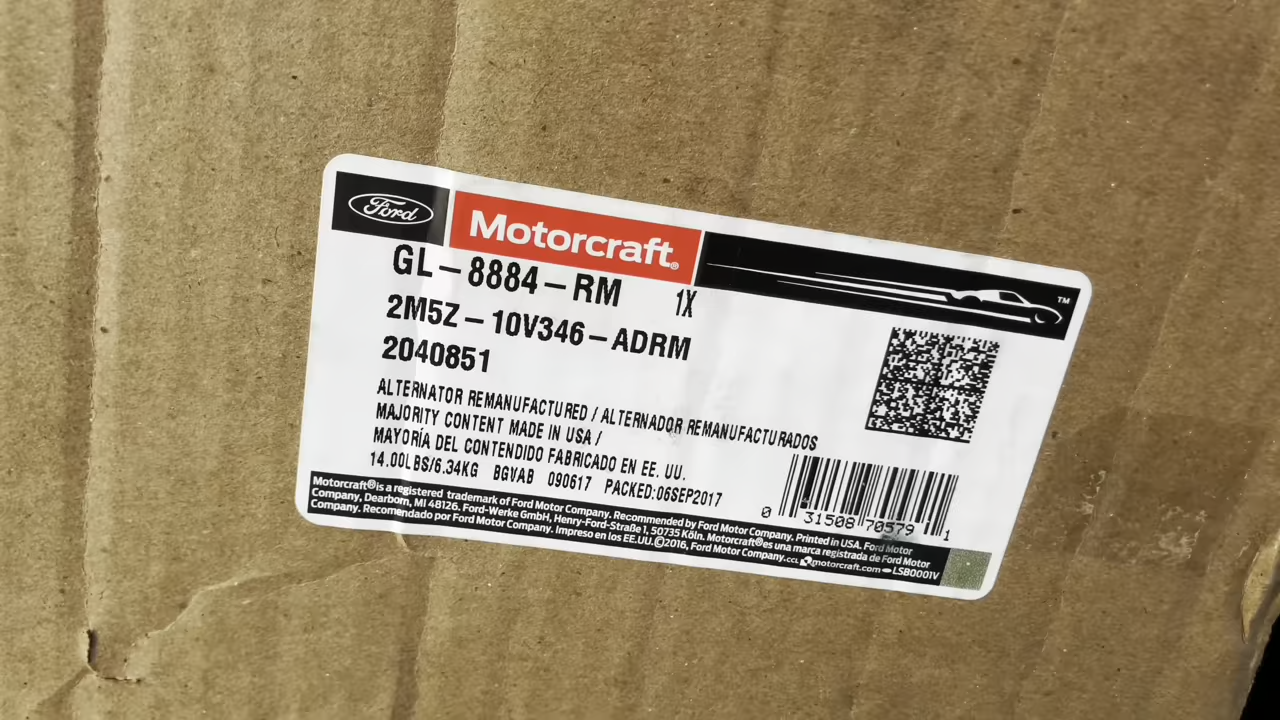 Ford Motorcraft®
™
GL-8884-RM 1X
2M5Z-10V346-ADRM
2040851
ALTERNATOR REMANUFACTURED / ALTERNADOR REMANUFACTURADOS
MAJORITY CONTENT MADE IN USA /
MAYORÍA DEL CONTENIDO FABRICADO EN EE. UU.
14.00LBS/6.34KG BGVAB 090617 PACKED:06SEP2017
0 31508 70579 1
Motorcraft® is a registered trademark of Ford Motor Company. Recommended by Ford Motor Company. Printed in USA. Ford Motor
Company, Dearborn, MI 48126. Ford-Werke GmbH, Henry-Ford-Straße 1, 50735 Köln. Motorcraft® es una marca registrada de Ford Motor
Company. Recomendado por Ford Motor Company. Impreso en los EE.UU. ©2016, Ford Motor Company. CCL motorcraft.com LSB0001V